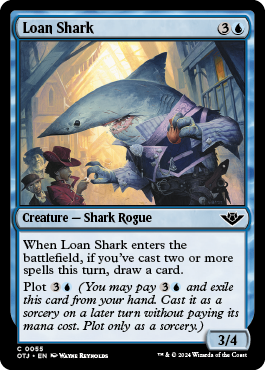 Loan Shark 3
Creature — Shark Rogue
When Loan Shark enters the
battlefield, if you've cast two or more
spells this turn, draw a card.
Plot 3 (You may pay 3 and exile
this card from your hand. Cast it as a
sorcery on a later turn without paying its
mana cost. Plot only as a sorcery.)
3/4
C 0055
OTJ • EN WAYNE REYNOLDS
™ & © 2024 Wizards of the Coast